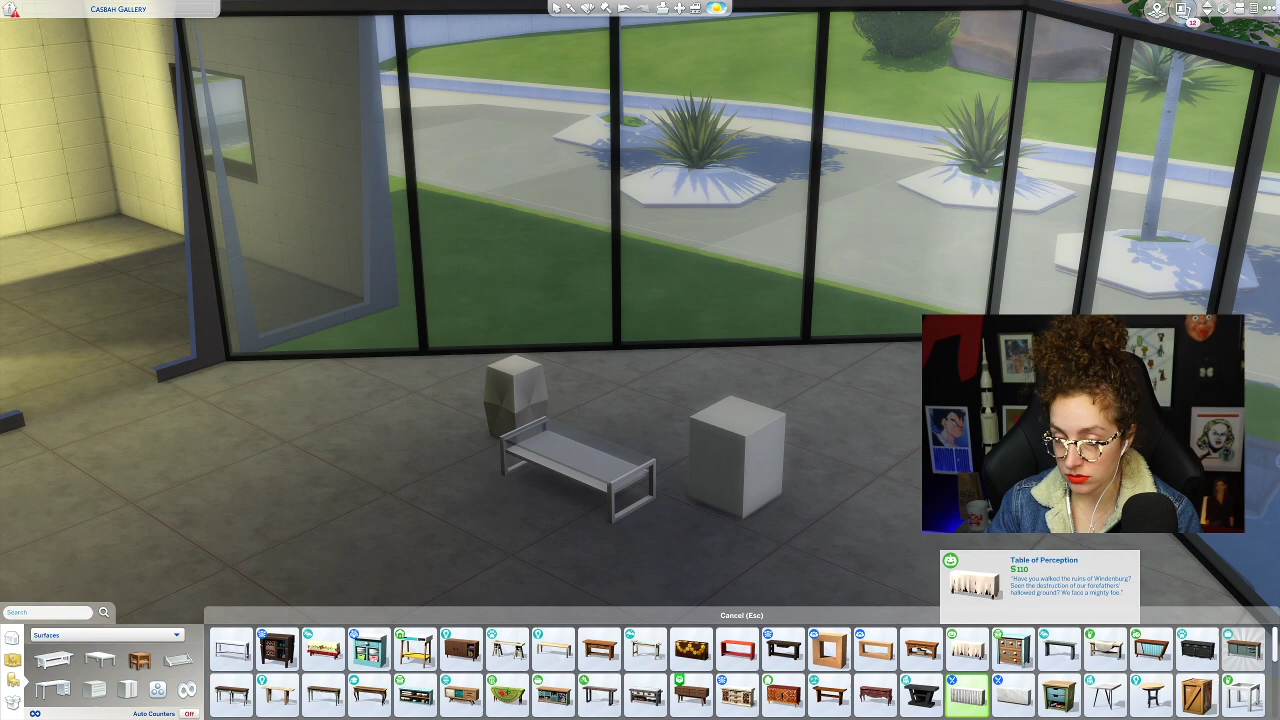 Casbah Gallery
12
Table of Perception
§110
"Have you walked the ruins of Windenburg?
Seen the destruction of our forefathers'
hallowed ground? We face a mighty foe."
Search
Cancel (Esc)
Surfaces
Auto Counters
Off